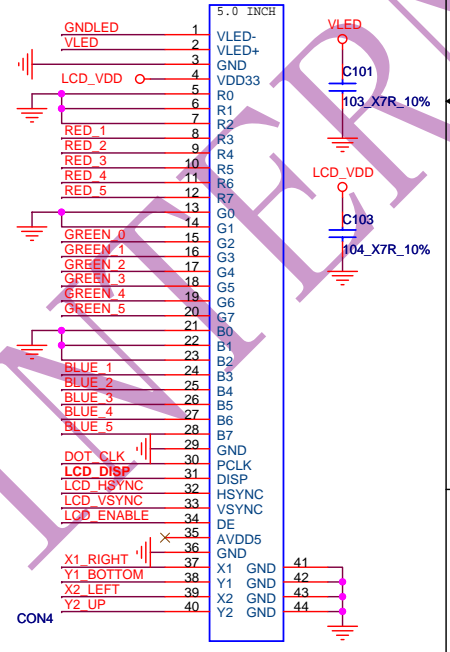 5.0 INCH
GNDLED 1 VLED-
VLED 2 VLED+
3 GND
LCD_VDD 4 VDD33
5 R0
6 R1
7 R2
RED_1 8 R3
RED_2 9 R4
RED_3 10 R5
RED_4 11 R6
RED_5 12 R7
13 G0
14 G1
GREEN_0 15 G2
GREEN_1 16 G3
GREEN_2 17 G4
GREEN_3 18 G5
GREEN_4 19 G6
GREEN_5 20 G7
21 B0
22 B1
23 B2
BLUE_1 24 B3
BLUE_2 25 B4
BLUE_3 26 B5
BLUE_4 27 B6
BLUE_5 28 B7
29 GND
DOT_CLK 30 PCLK
LCD_DISP 31 DISP
LCD_HSYNC 32 HSYNC
LCD_VSYNC 33 VSYNC
LCD_ENABLE 34 DE
35 AVDD5
36 GND
X1_RIGHT 37 X1 GND 41
Y1_BOTTOM 38 Y1 GND 42
X2_LEFT 39 X2 GND 43
Y2_UP 40 Y2 GND 44
CON4
VLED
C101
103_X7R_10%
LCD_VDD
C103
104_X7R_10%
INTERN